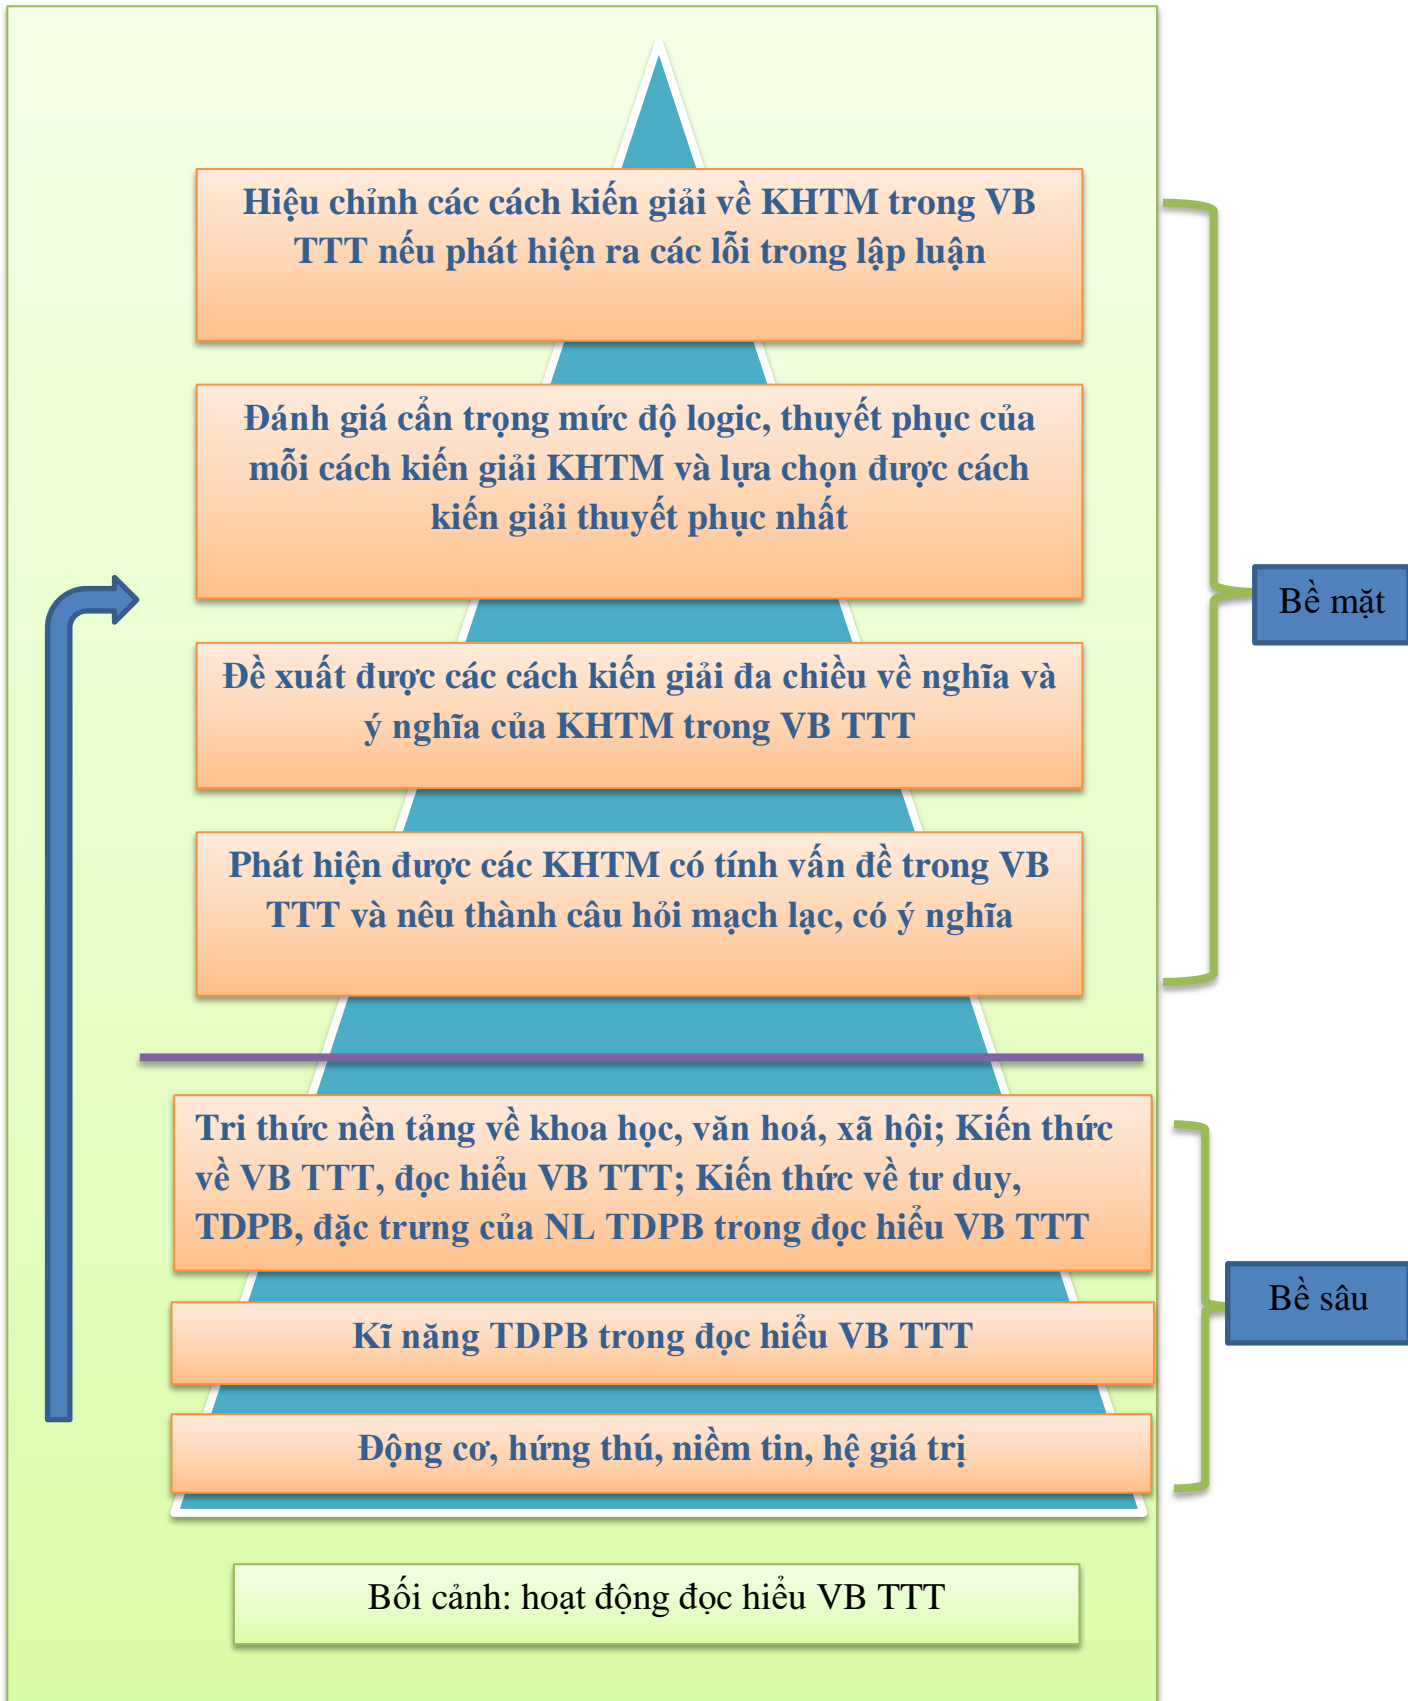 Hiệu chỉnh các cách kiến giải về KHTM trong VB
TTT nếu phát hiện ra các lỗi trong lập luận
Đánh giá cẩn trọng mức độ logic, thuyết phục của
mỗi cách kiến giải KHTM và lựa chọn được cách
kiến giải thuyết phục nhất
Bề mặt
Đề xuất được các cách kiến giải đa chiều về nghĩa và
ý nghĩa của KHTM trong VB TTT
Phát hiện được các KHTM có tính vấn đề trong VB
TTT và nêu thành câu hỏi mạch lạc, có ý nghĩa
Tri thức nền tảng về khoa học, văn hoá, xã hội; Kiến thức
về VB TTT, đọc hiểu VB TTT; Kiến thức về tư duy,
TDPB, đặc trưng của NL TDPB trong đọc hiểu VB TTT
Bề sâu
Kĩ năng TDPB trong đọc hiểu VB TTT
Động cơ, hứng thú, niềm tin, hệ giá trị
Bối cảnh: hoạt động đọc hiểu VB TTT